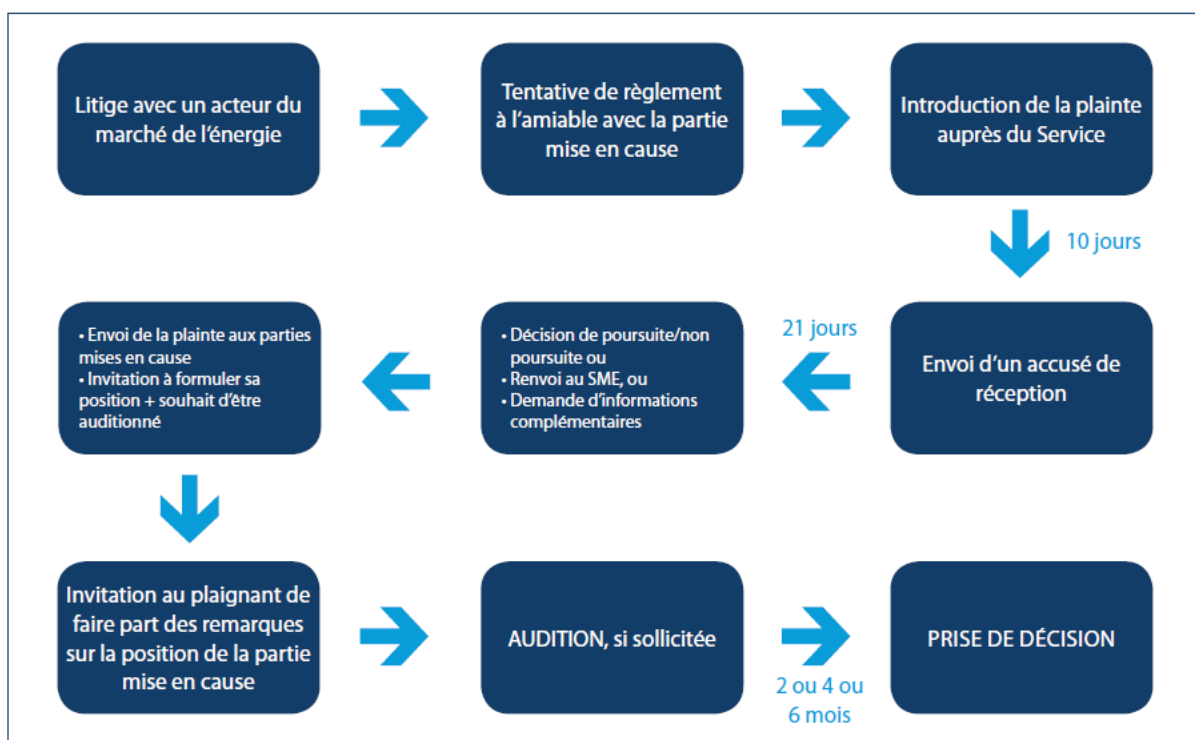 Litige avec un acteur du
marché de l’énergie
Tentative de règlement
à l’amiable avec la partie
mise en cause
Introduction de la plainte
auprès du Service
10 jours
Envoi d’un accusé de
réception
21 jours
• Décision de poursuite/non
poursuite ou
• Renvoi au SME, ou
• Demande d’informations
complémentaires
• Envoi de la plainte aux parties
mises en cause
• Invitation à formuler sa
position + souhait d’être
auditionné
Invitation au plaignant de
faire part des remarques
sur la position de la partie
mise en cause
AUDITION, si sollicitée
2 ou 4 ou
6 mois
PRISE DE DÉCISION